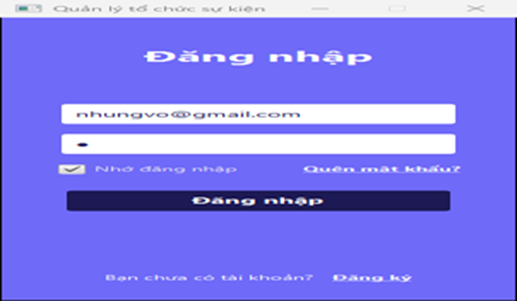 Quản lý tổ chức sự kiện
Đăng nhập
nhungvo@gmail.com
•
Nhớ đăng nhập Quên mât khẩu?
Đăng nhập
Bạn chưa có tài khoản? Đăng ký